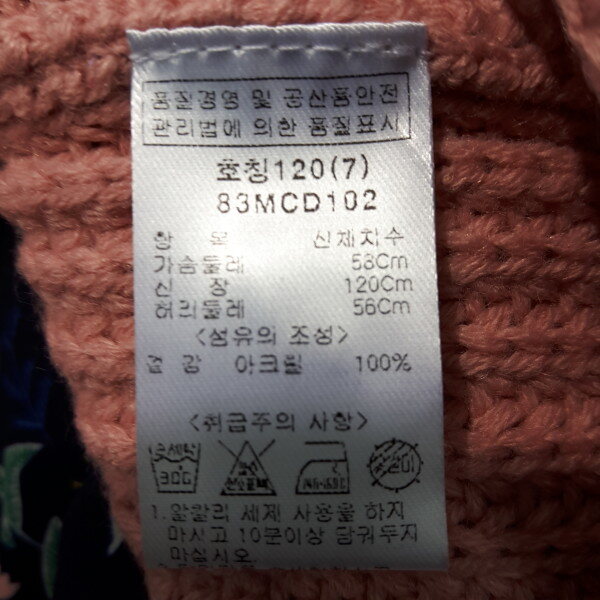 품질경영 및 공산품안전
관리법에 의한 품질표시
호칭120(7)
83MCD102
항 목 신체치수
가슴둘레 58Cm
신 장 120Cm
허리둘레 56Cm
<섬유의 조성>
겉 감 아크릴 100%
<취급주의 사항>
30℃
1.알칼리 세제 사용을 하지
마시고 10분이상 담궈두지
마십시오.